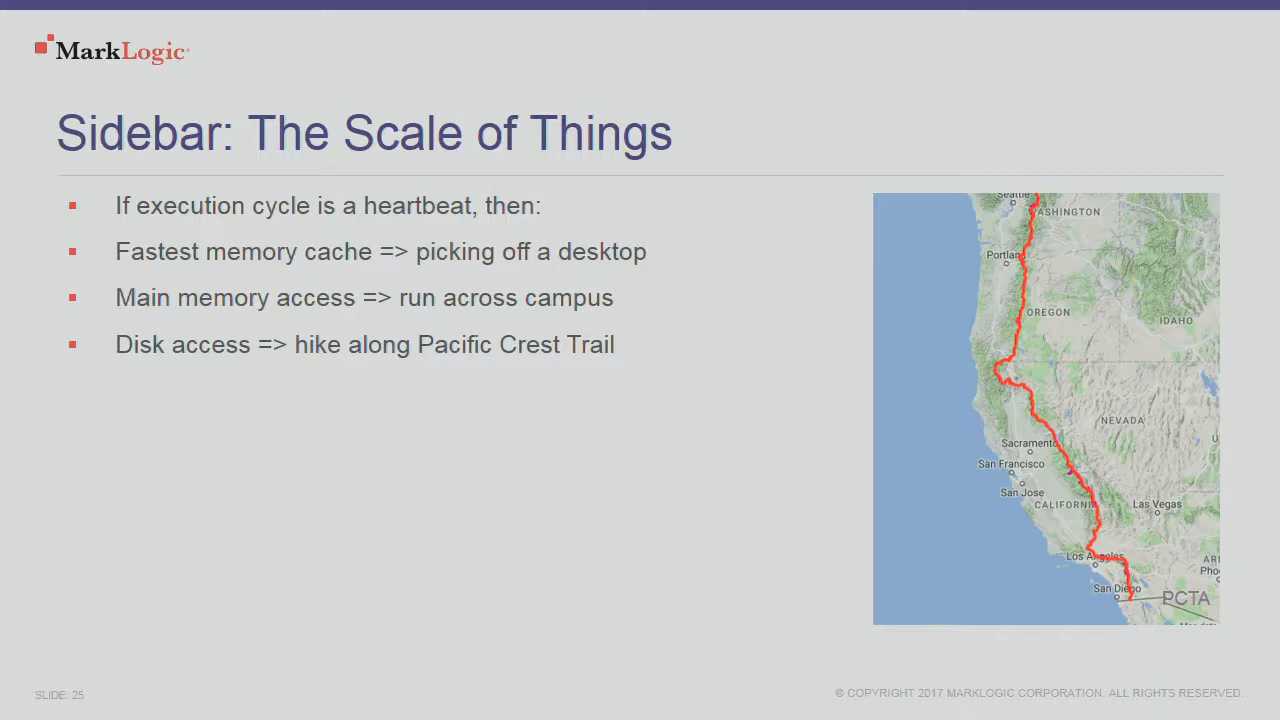 MarkLogic
Sidebar: The Scale of Things
If execution cycle is a heartbeat, then:
Fastest memory cache => picking off a desktop
Main memory access => run across campus
Disk access => hike along Pacific Crest Trail
Seattle
WASHINGTON
Portland
OREGON
IDAHO
NEVADA
Sacramento
San Francisco
San Jose
CALIFORNIA
Las Vegas
Los Angeles
San Diego
PCTA
SLIDE: 25
© COPYRIGHT 2017 MARKLOGIC CORPORATION. ALL RIGHTS RESERVED.